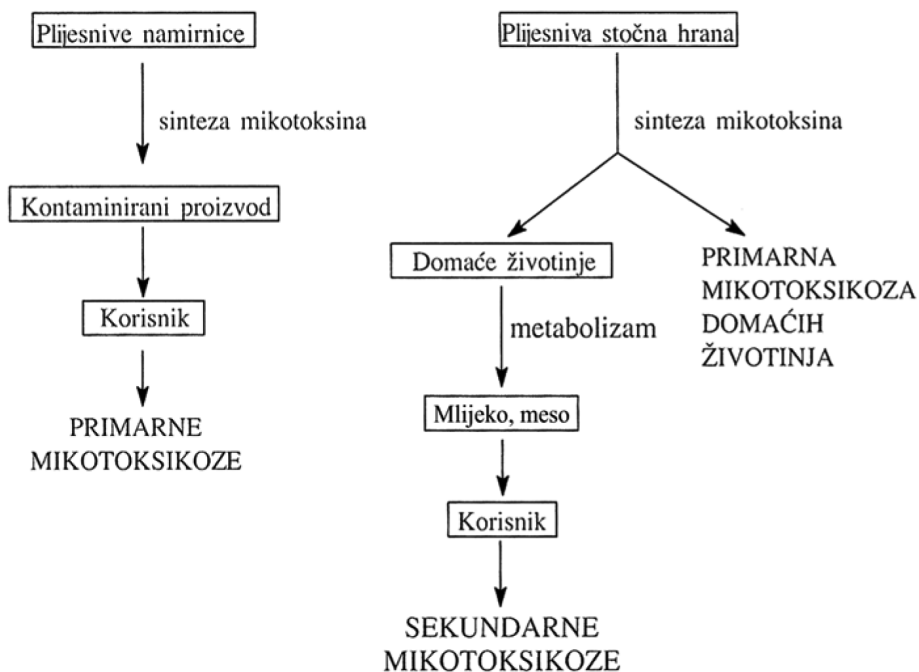 Plijesnive namirnice
sinteza mikotoksina
Kontaminirani proizvod
Korisnik
PRIMARNE
MIKOTOKSIKOZE
Plijesniva stočna hrana
sinteza mikotoksina
Domaće životinje
PRIMARNA
MIKOTOKSIKOZA
DOMAĆIH
ŽIVOTINJA
metabolizam
Mlijeko, meso
Korisnik
SEKUNDARNE
MIKOTOKSIKOZE